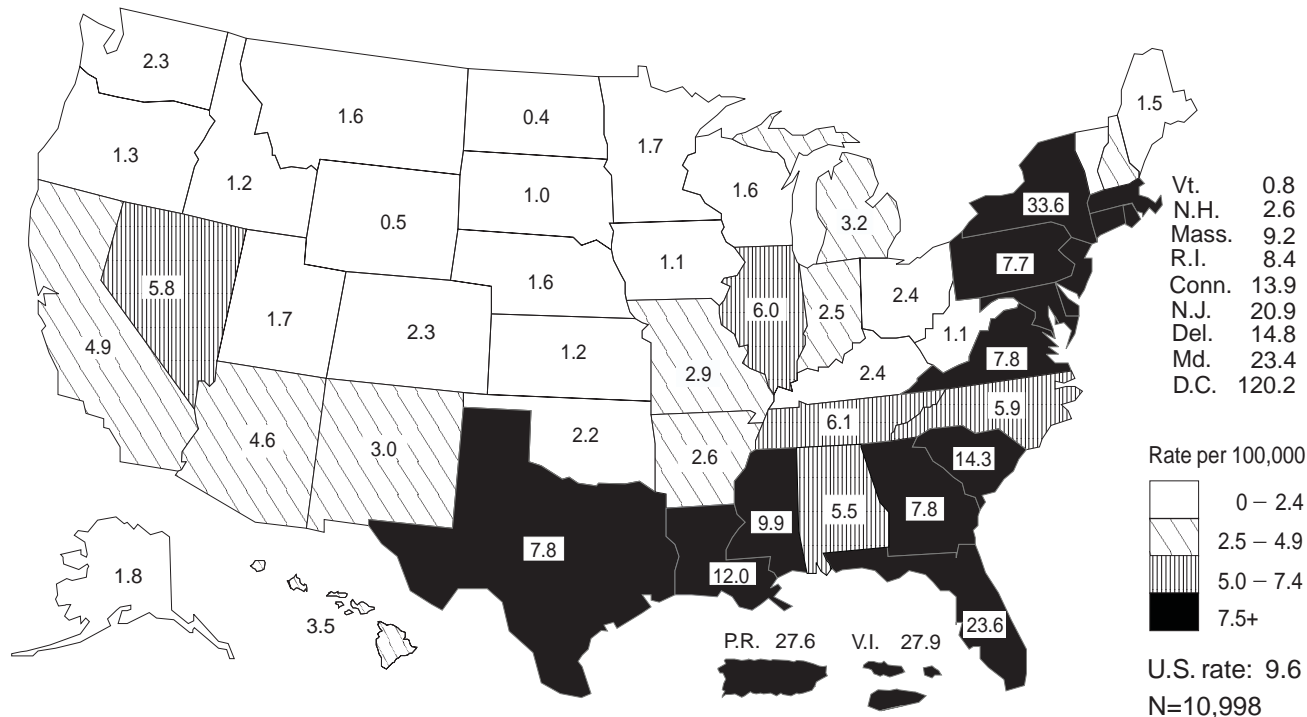 2.3
1.6
0.4
1.7
1.5
1.3
1.2
1.0
1.6
0.5
3.2
33.6
7.7
1.1
1.6
5.8
1.7
2.3
6.0
2.5
2.4
1.1
7.8
4.9
1.2
2.9
2.4
5.9
4.6
3.0
2.2
2.6
6.1
14.3
7.8
9.9
5.5
7.8
12.0
23.6
1.8
3.5
P.R. 27.6
V.I. 27.9
Vt. 0.8
N.H. 2.6
Mass. 9.2
R.I. 8.4
Conn. 13.9
N.J. 20.9
Del. 14.8
Md. 23.4
D.C. 120.2
Rate per 100,000
0 – 2.4
2.5 – 4.9
5.0 – 7.4
7.5+
U.S. rate: 9.6
N=10,998